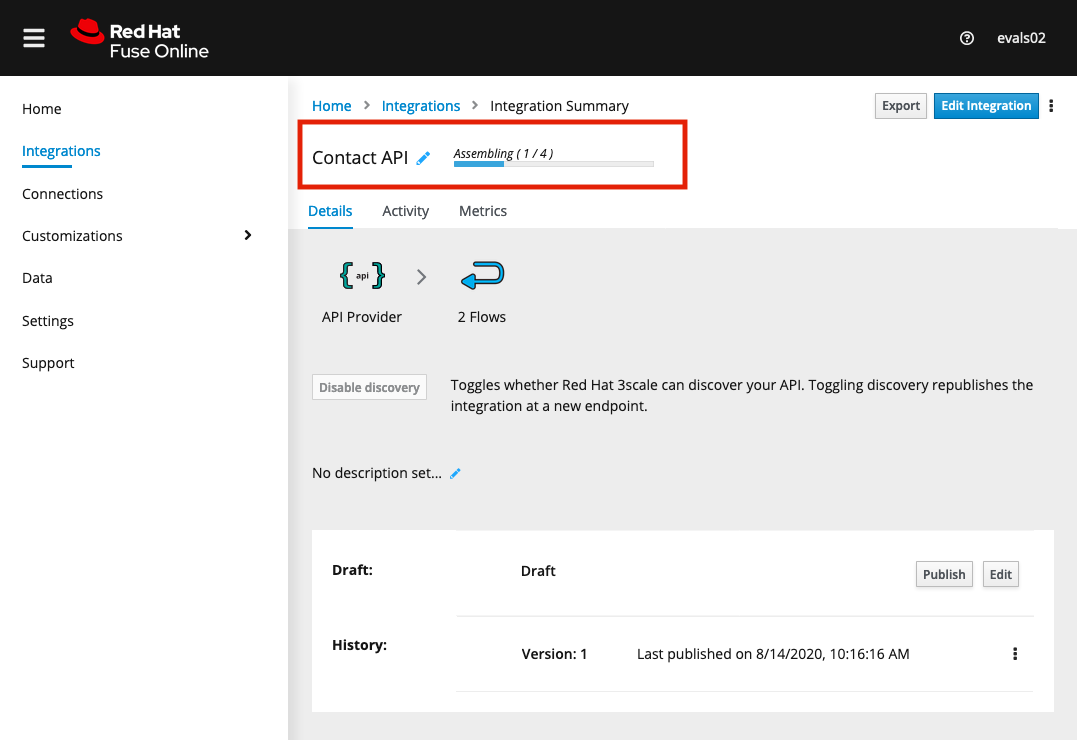 Red Hat
Fuse Online
evals02
Home
Integrations
Connections
Customizations
Data
Settings
Support
Home > Integrations > Integration Summary
Export
Edit Integration
Contact API
Assembling ( 1 / 4 )
Details Activity Metrics
api
API Provider
2 Flows
Disable discovery
Toggles whether Red Hat 3scale can discover your API. Toggling discovery republishes the
integration at a new endpoint.
No description set...
Draft: Draft Publish Edit
History: Version: 1 Last published on 8/14/2020, 10:16:16 AM